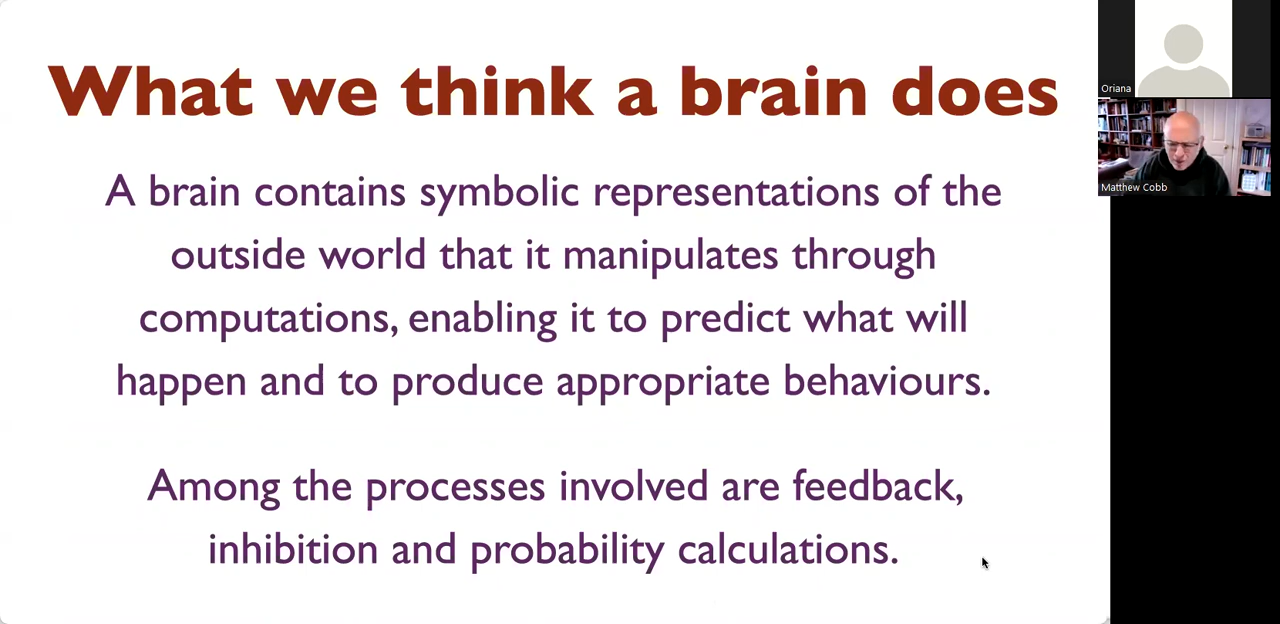 What we think a brain does
A brain contains symbolic representations of the
outside world that it manipulates through
computations, enabling it to predict what will
happen and to produce appropriate behaviours.
Among the processes involved are feedback,
inhibition and probability calculations.
Oriana
Matthew Cobb